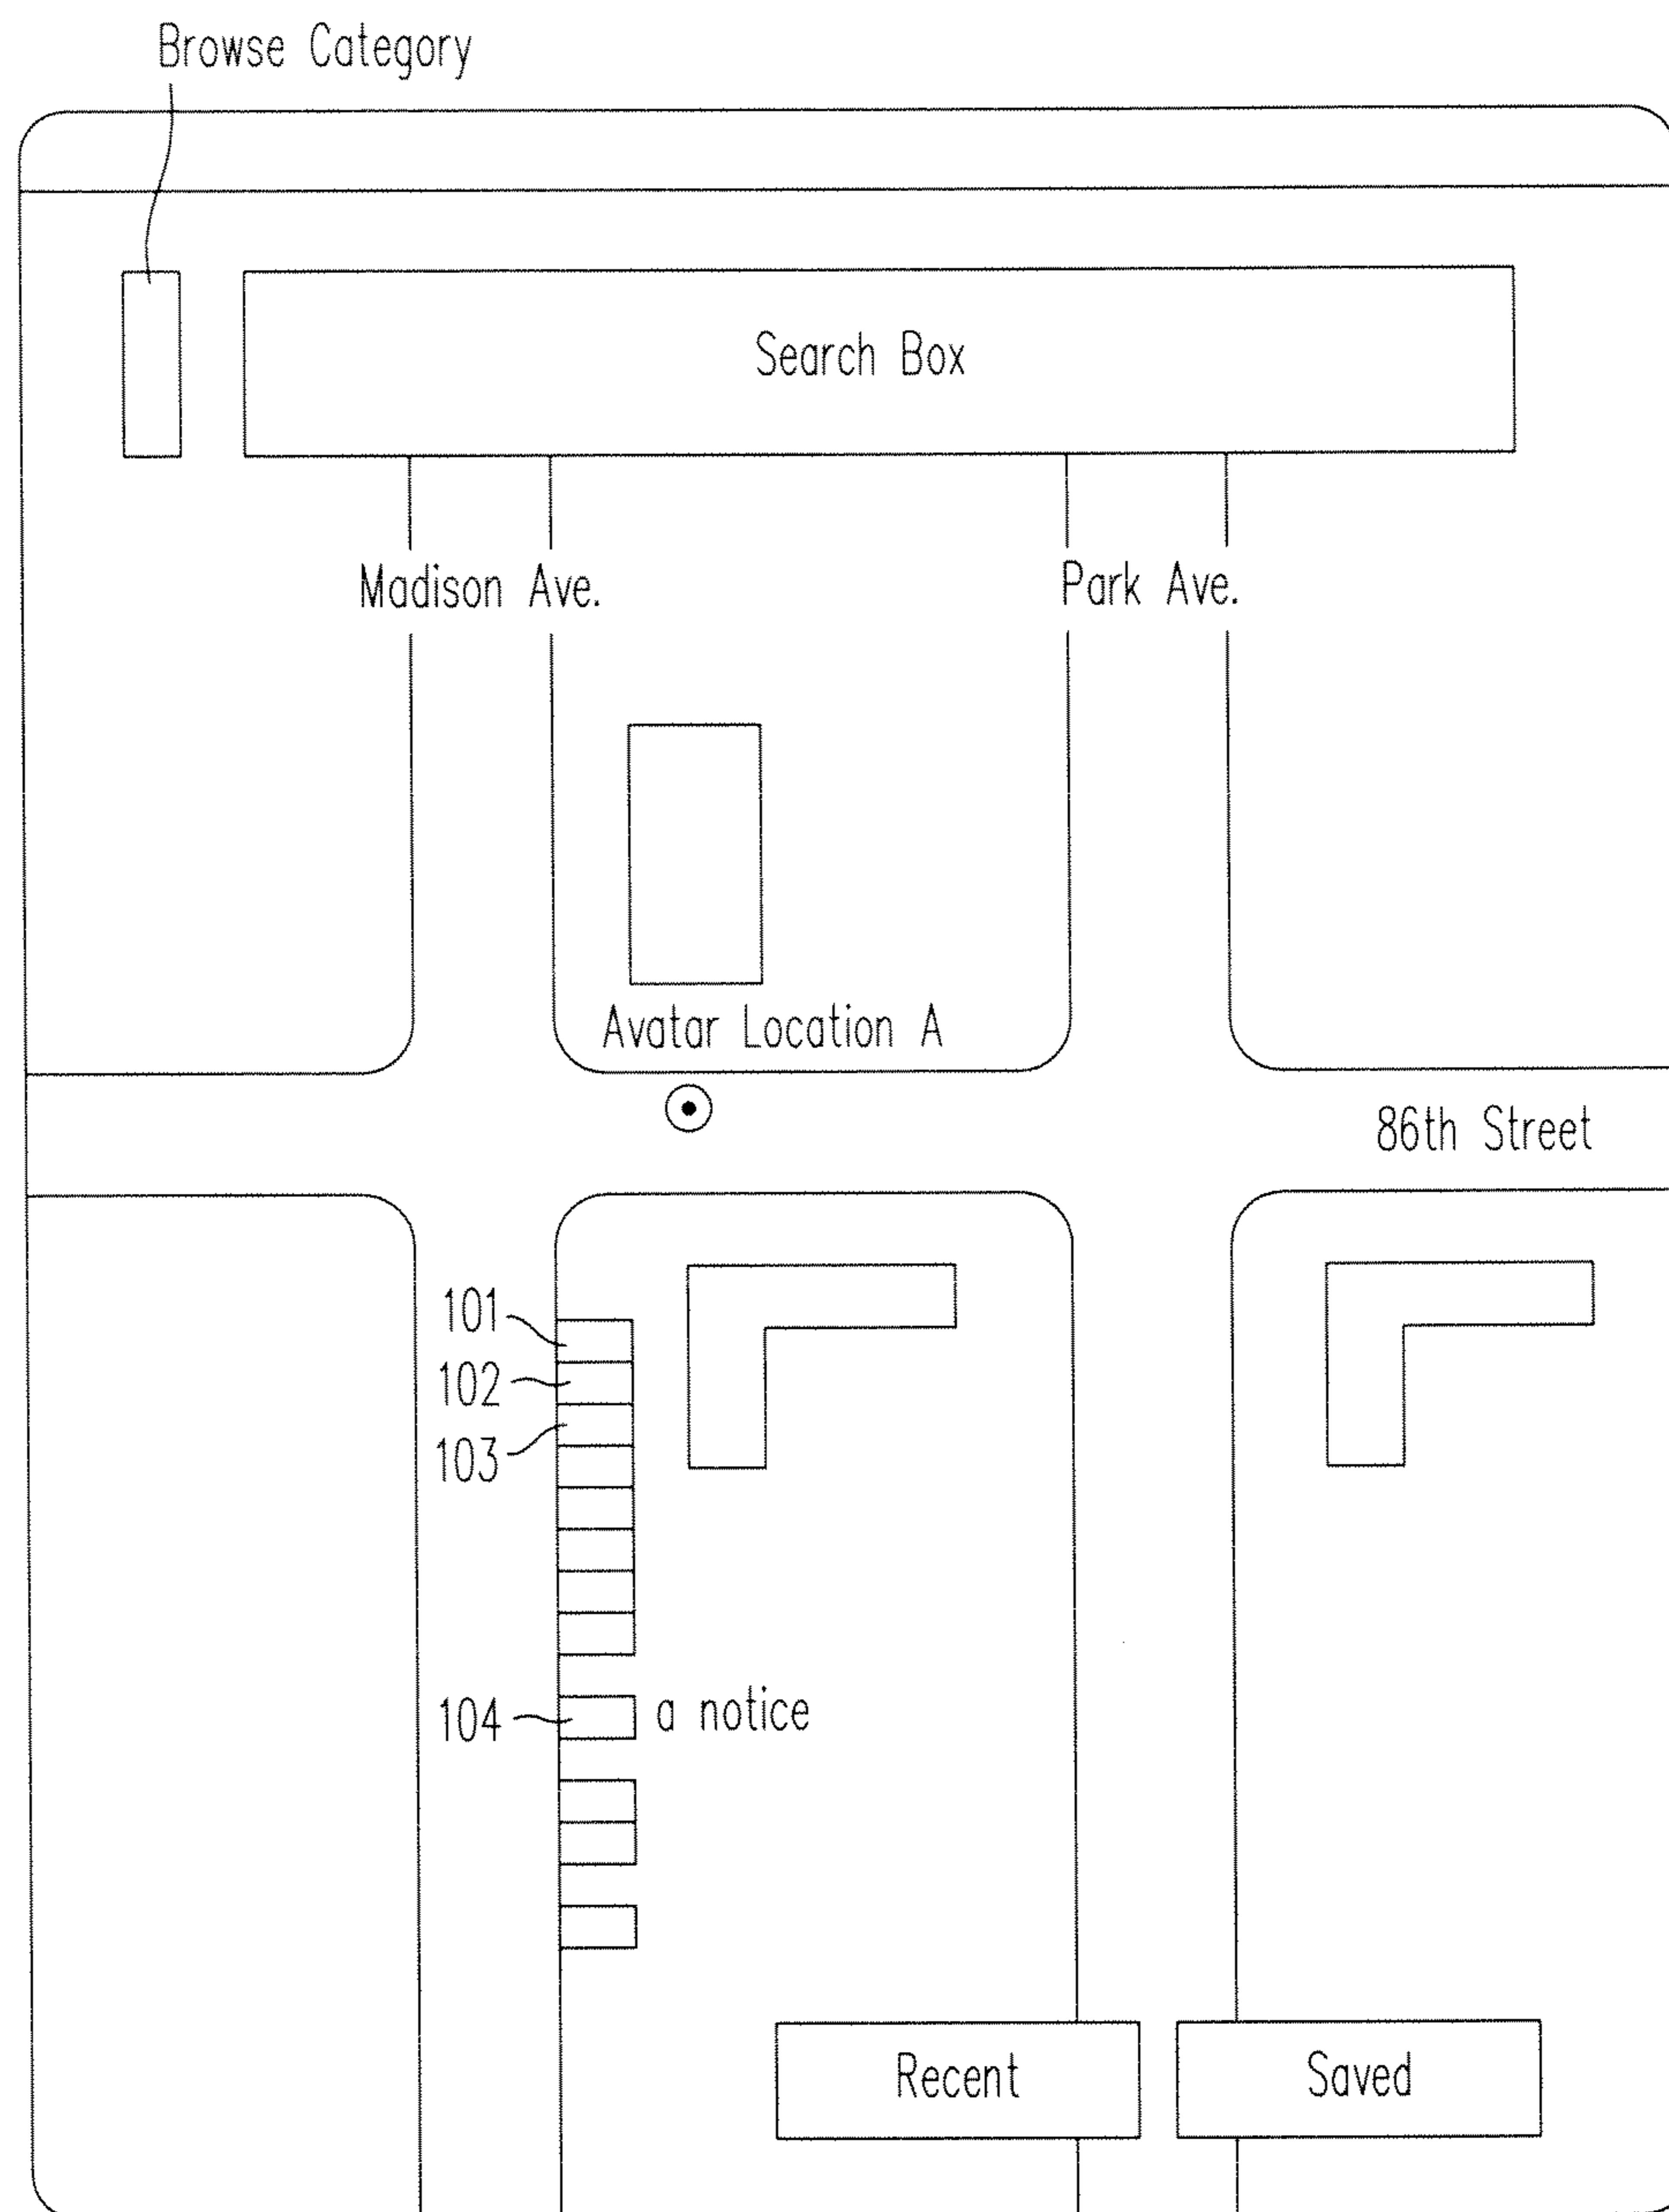 Browse Category
Search Box
Madison Ave.
Park Ave.
Avatar Location A
86th Street
101
102
103
104
a notice
Recent
Saved